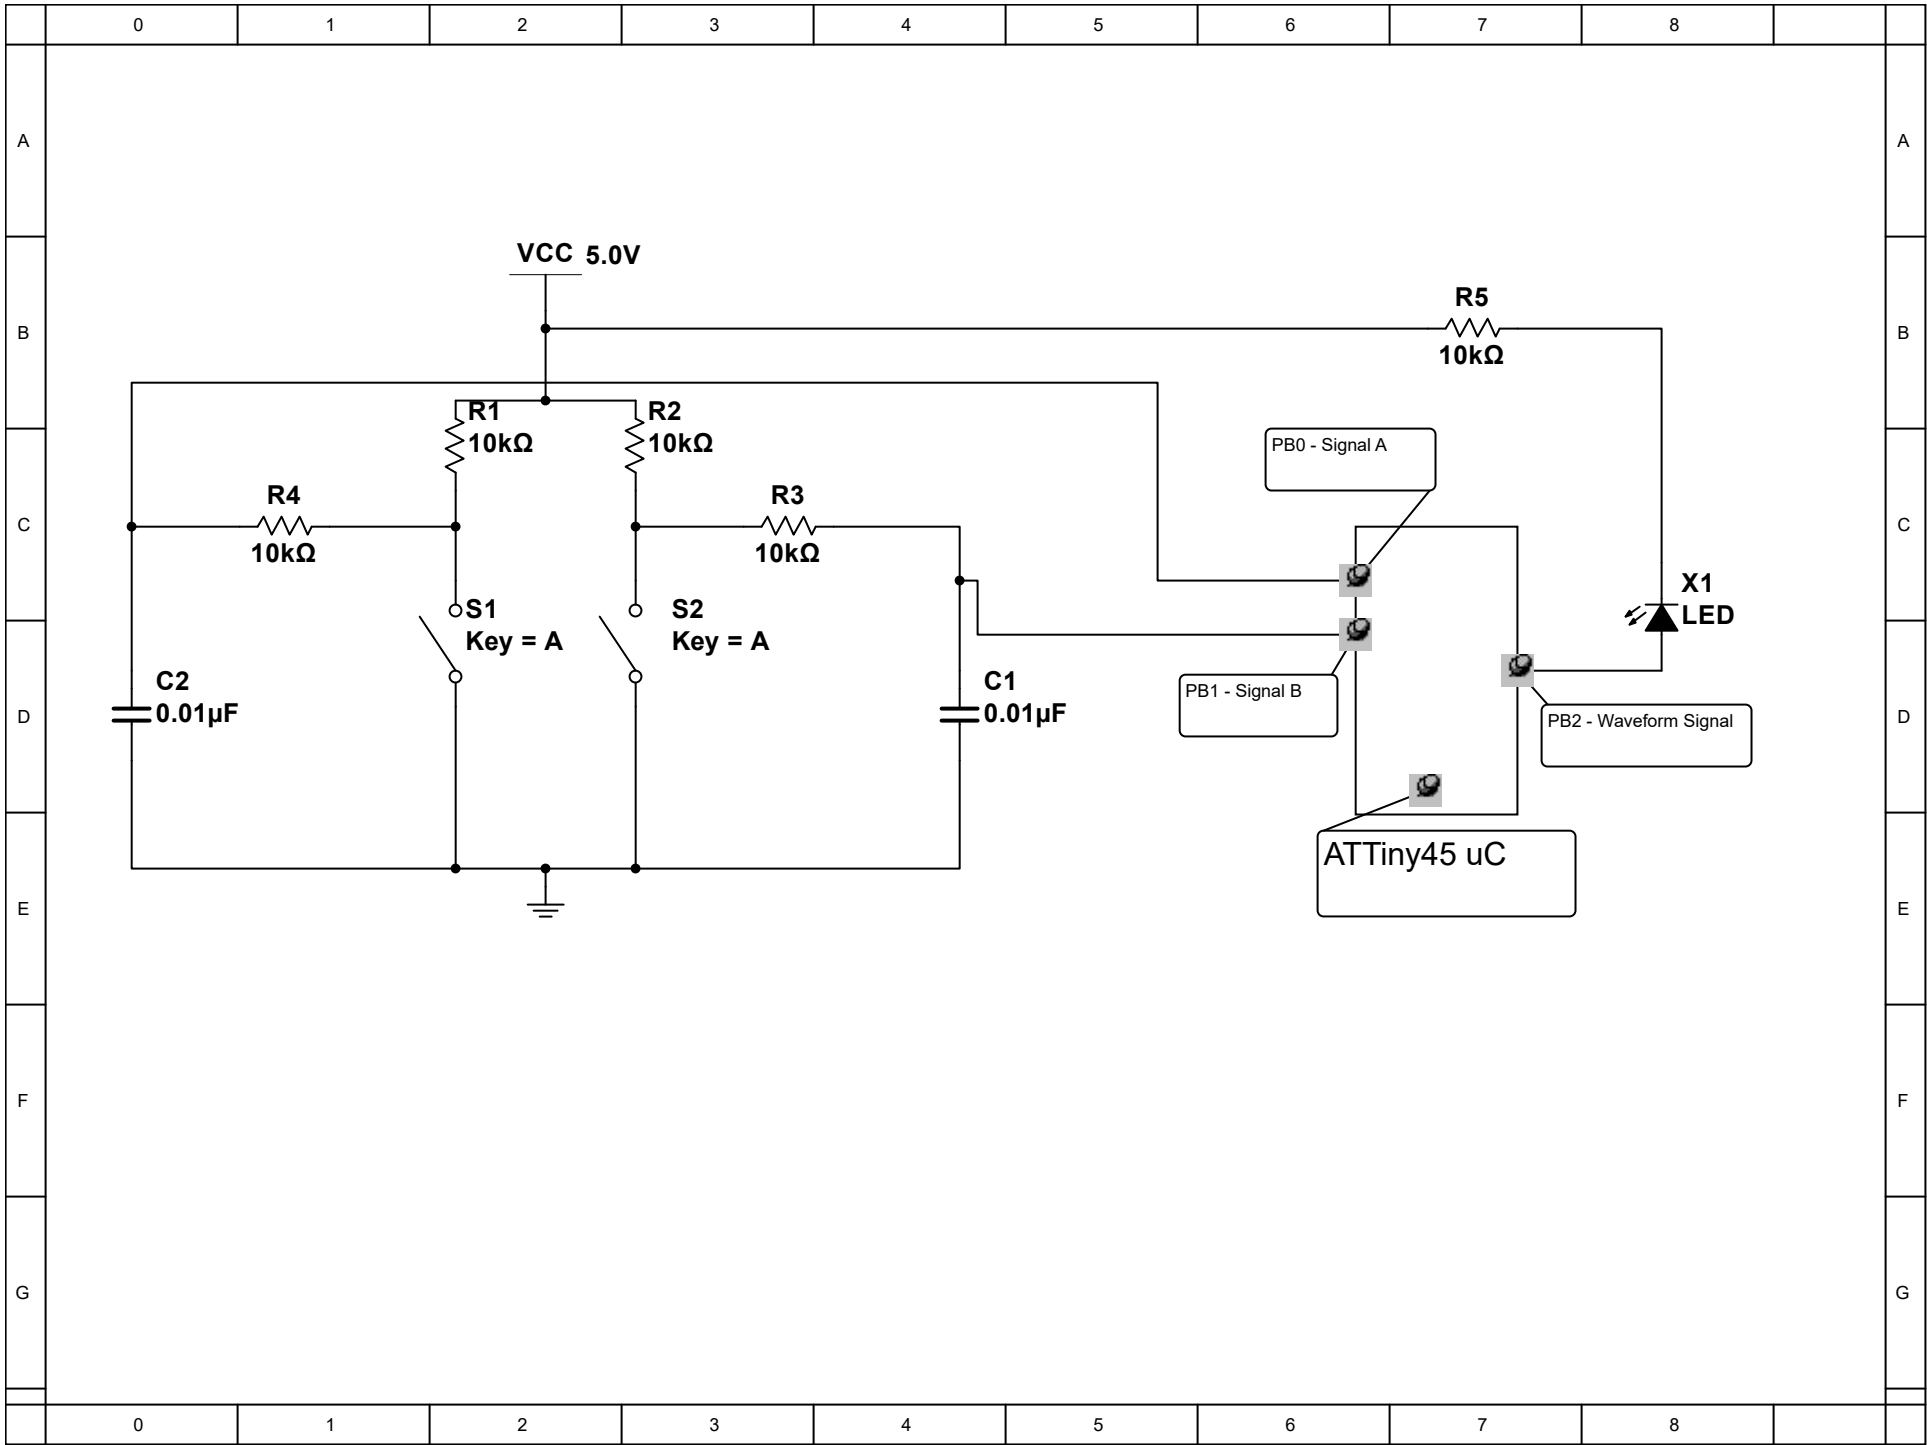 0 1 2 3 4 5 6 7 8
A A
VCC 5.0V
R5
B B
10kΩ
R1 R2
10kΩ 10kΩ
PB0 - Signal A
R4 R3
C C
10kΩ 10kΩ
X1
LED
S1 S2
Key = A Key = A
C2 C1
0.01µF 0.01µF
PB1 - Signal B
D D
PB2 - Waveform Signal
ATTiny45 uC
E E
F F
G G
0 1 2 3 4 5 6 7 8